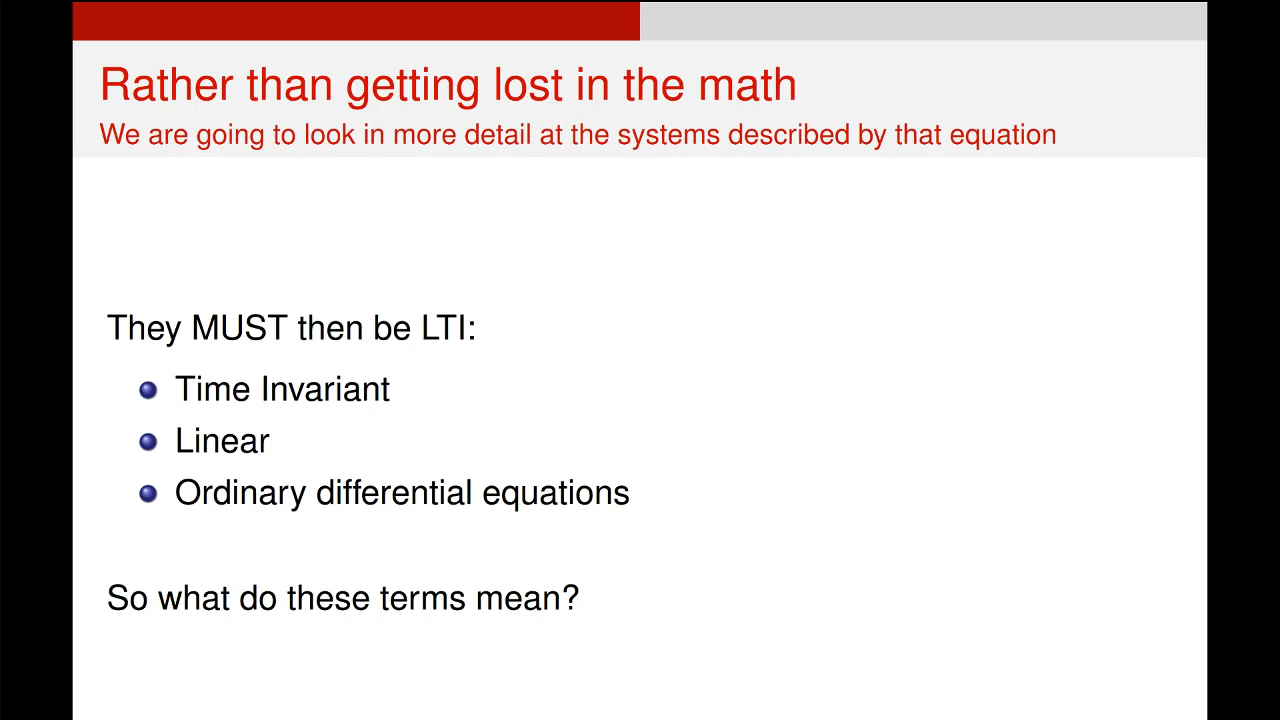 Rather than getting lost in the math
We are going to look in more detail at the systems described by that equation
They MUST then be LTI:
Time Invariant
Linear
Ordinary differential equations
So what do these terms mean?